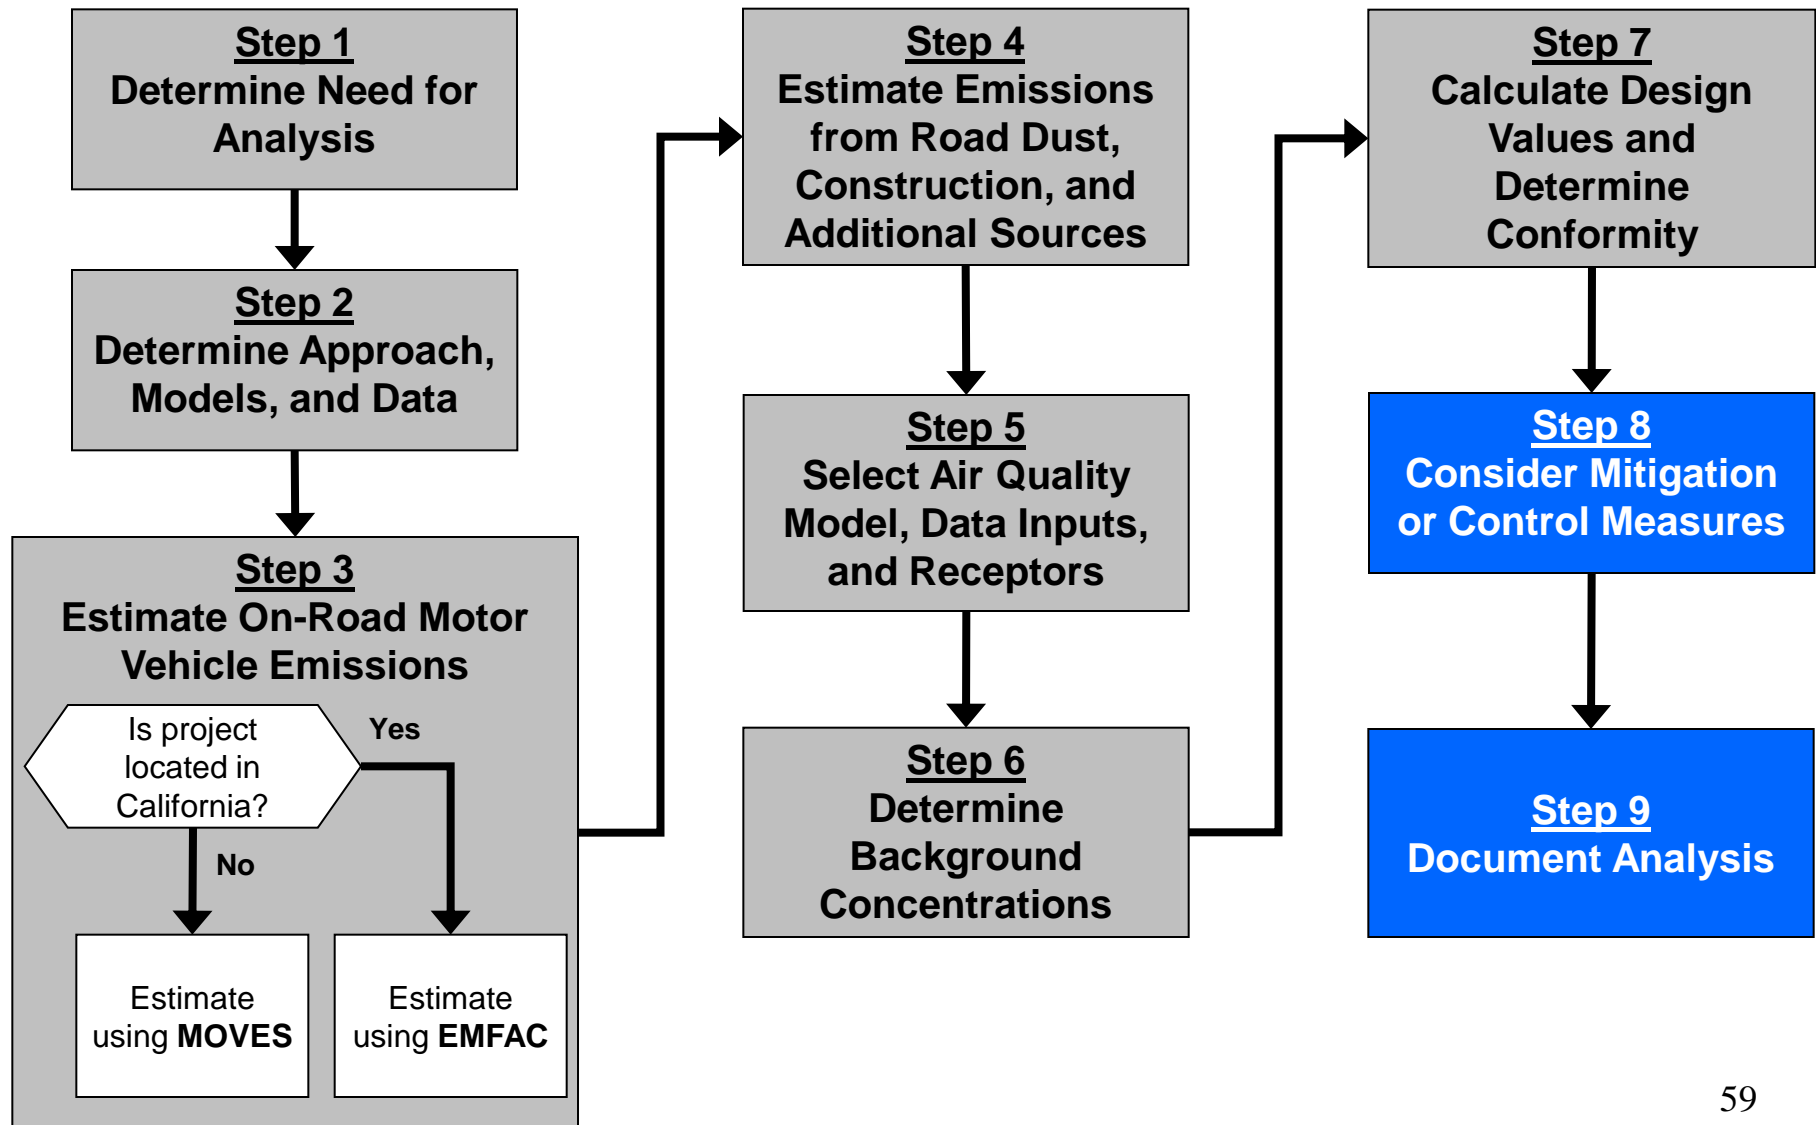 Step 1
Determine Need for
Analysis
Step 2
Determine Approach,
Models, and Data
Step 3
Estimate On-Road Motor
Vehicle Emissions
Is project
located in
California?
Yes
No
Estimate
using MOVES
Estimate
using EMFAC
Step 4
Estimate Emissions
from Road Dust,
Construction, and
Additional Sources
Step 5
Select Air Quality
Model, Data Inputs,
and Receptors
Step 6
Determine
Background
Concentrations
Step 7
Calculate Design
Values and
Determine
Conformity
Step 8
Consider Mitigation
or Control Measures
Step 9
Document Analysis
59